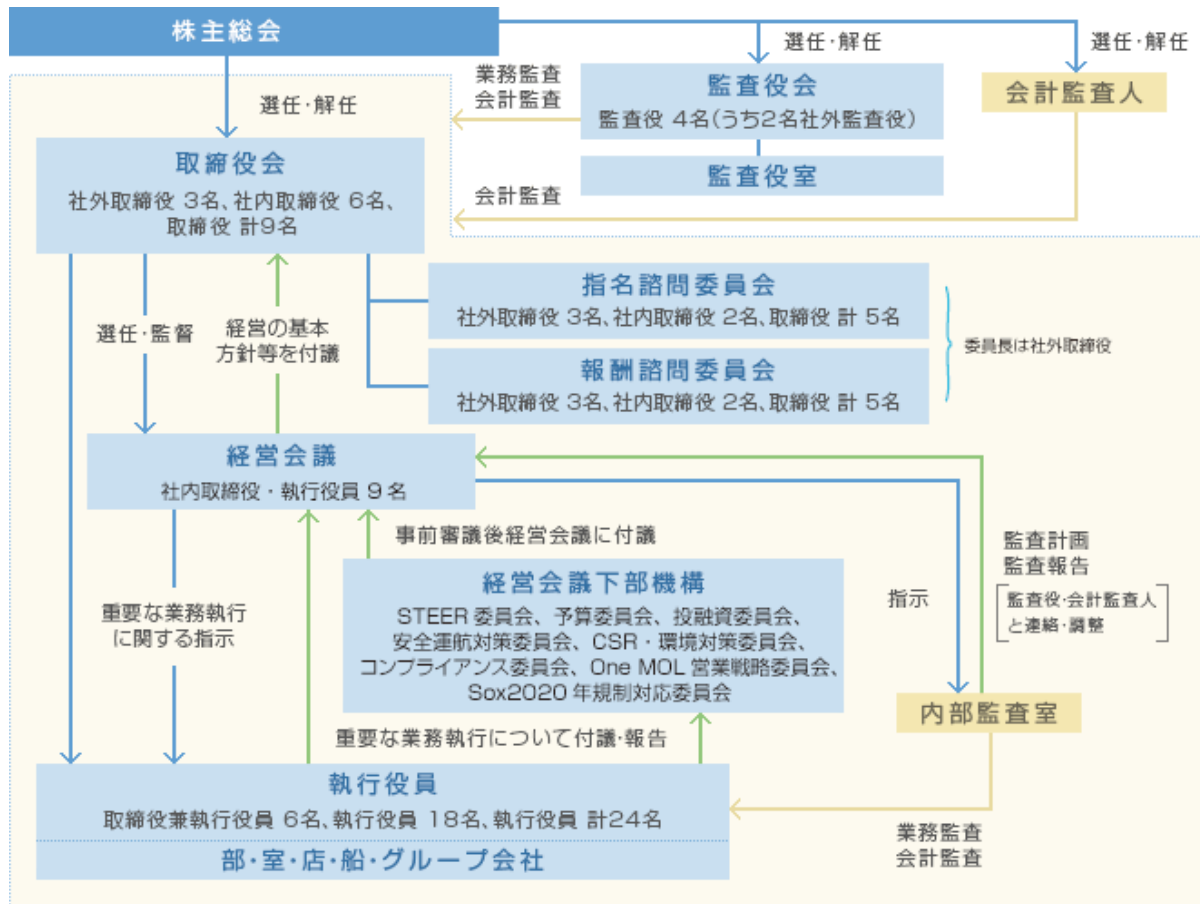 株主総会
選任・解任
選任・解任
選任・解任
業務監査
会計監査
監査役会
監査役 4名(うち2名社外監査役)
監査役室
会計監査人
会計監査
取締役会
社外取締役 3名、社内取締役 6名、
取締役 計9名
指名諮問委員会
社外取締役 3名、社内取締役 2名、取締役 計 5名
報酬諮問委員会
社外取締役 3名、社内取締役 2名、取締役 計 5名
委員長は社外取締役
選任・監督
経営の基本
方針等を付議
経営会議
社内取締役・執行役員 9名
事前審議後経営会議に付議
経営会議下部機構
STEER 委員会、予算委員会、投融資委員会、
安全運航対策委員会、CSR・環境対策委員会、
コンプライアンス委員会、One MOL 営業戦略委員会、
Sox2020 年規制対応委員会
重要な業務執行
に関する指示
指示
監査計画
監査報告
監査役・会計監査人
と連絡・調整
内部監査室
重要な業務執行について付議・報告
執行役員
取締役兼執行役員 6名、執行役員 18名、執行役員 計24名
部・室・店・船・グループ会社
業務監査
会計監査